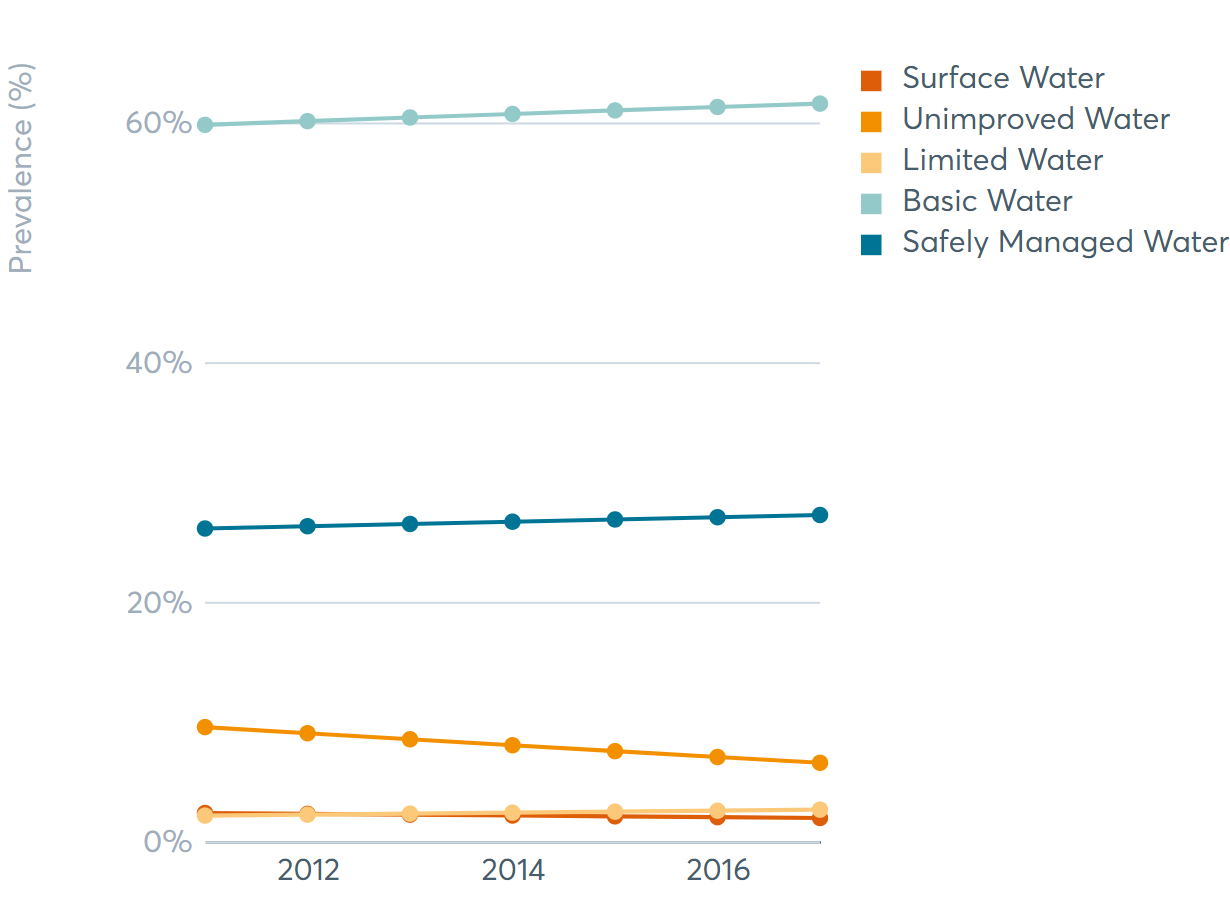 Prevalence (%)
60%
40%
20%
0%
2012
2014
2016
Surface Water
Unimproved Water
Limited Water
Basic Water
Safely Managed Water